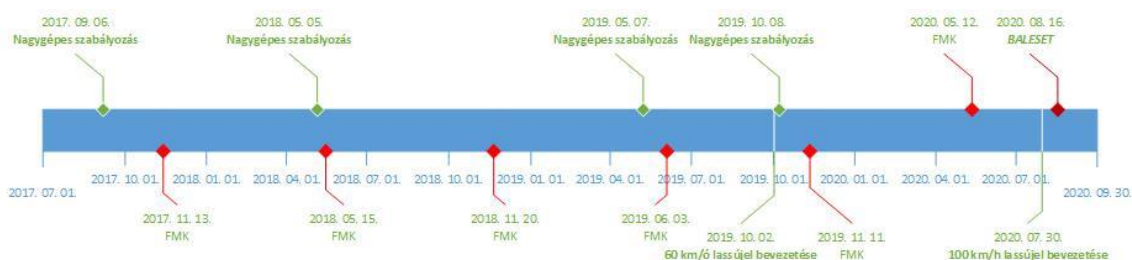 2017. 09. 06.
Nagygépes szabályozás
2018. 05. 05.
Nagygépes szabályozás
2019. 05. 07.
Nagygépes szabályozás
2019. 10. 08.
Nagygépes szabályozás
2020. 05. 12.
FMK
2020. 08. 16.
BALESET
2017. 07. 01.
2017. 10. 01.
2018. 01. 01.
2018. 04. 01.
2018. 07. 01.
2018. 10. 01.
2019. 01. 01.
2019. 04. 01.
2019. 07. 01.
2019. 10. 01.
2020. 01. 01.
2020. 04. 01.
2020. 07. 01.
2020. 09. 30.
2017. 11. 13.
FMK
2018. 05. 15.
FMK
2018. 11. 20.
FMK
2019. 06. 03.
FMK
2019. 10. 02.
60 km/ó lassújel bevezetése
2019. 11. 11.
FMK
2020. 07. 30.
100 km/h lassújel bevezetése